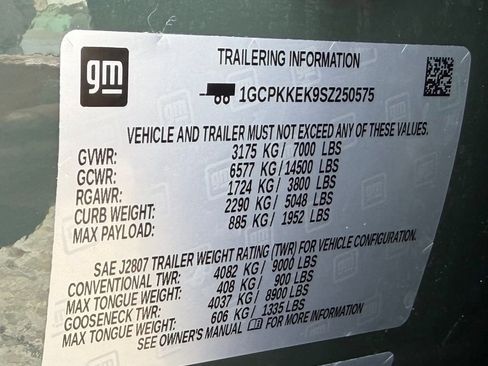 gm
TRAILERING INFORMATION
1GCPKKEK9SZ250575
VEHICLE AND TRAILER MUST NOT EXCEED ANY OF THESE VALUES.
GVWR: 3175 KG/ 7000 LBS
GCWR: 6577 KG/14500 LBS
RGAWR: 1724 KG/ 3800 LBS
CURB WEIGHT: 2290 KG/ 5048 LBS
MAX PAYLOAD: 885 KG/ 1952 LBS
SAE J2807 TRAILER WEIGHT RATING (TWR) FOR VEHICLE CONFIGURATION.
CONVENTIONAL TWR: 4082 KG/ 9000 LBS
MAX TONGUE WEIGHT: 408 KG/ 900 LBS
GOOSENECK TWR: 4037 KG/ 8900 LBS
MAX TONGUE WEIGHT: 606 KG/ 1335 LBS
SEE OWNER'S MANUAL FOR MORE INFORMATION